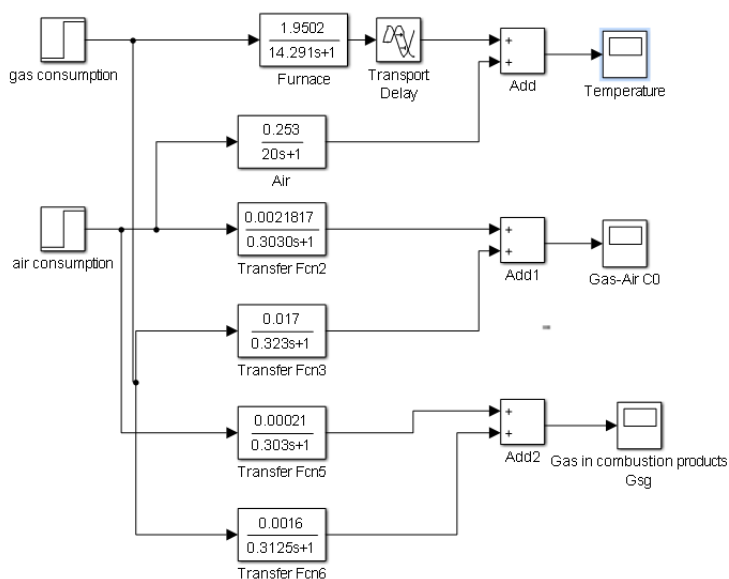 1.9502
14.291s+1
Furnace
gas consumption
Transport
Delay
+
+
Add
Temperature
0.253
20s+1
Air
air consumption
0.0021817
0.3030s+1
Transfer Fcn2
+
+
Add1
Gas-Air C0
0.017
0.323s+1
Transfer Fcn3
0.00021
0.303s+1
Transfer Fcn5
+
+
Add2
Gas in combustion products
Gsg
0.0016
0.3125s+1
Transfer Fcn6